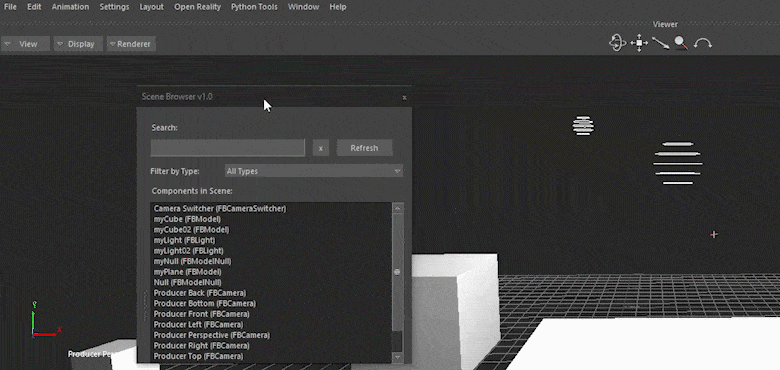 File Edit Animation Settings Layout Open Reality Python Tools Window Help
Viewer
View Display Renderer
Scene Browser v1.0 x
Search:
x Refresh
Filter by Type: All Types
Components in Scene:
Camera Switcher (FBCameraSwitcher)
myCube (FBModel)
myCube02 (FBModel)
myLight (FBLight)
myLight02 (FBLight)
myNull (FBModelNull)
myPlane (FBModel)
Null (FBModelNull)
Producer Back (FBCamera)
Producer Bottom (FBCamera)
Producer Front (FBCamera)
Producer Left (FBCamera)
Producer Perspective (FBCamera)
Producer Right (FBCamera)
Producer Top (FBCamera)
Y
X
Producer Pers